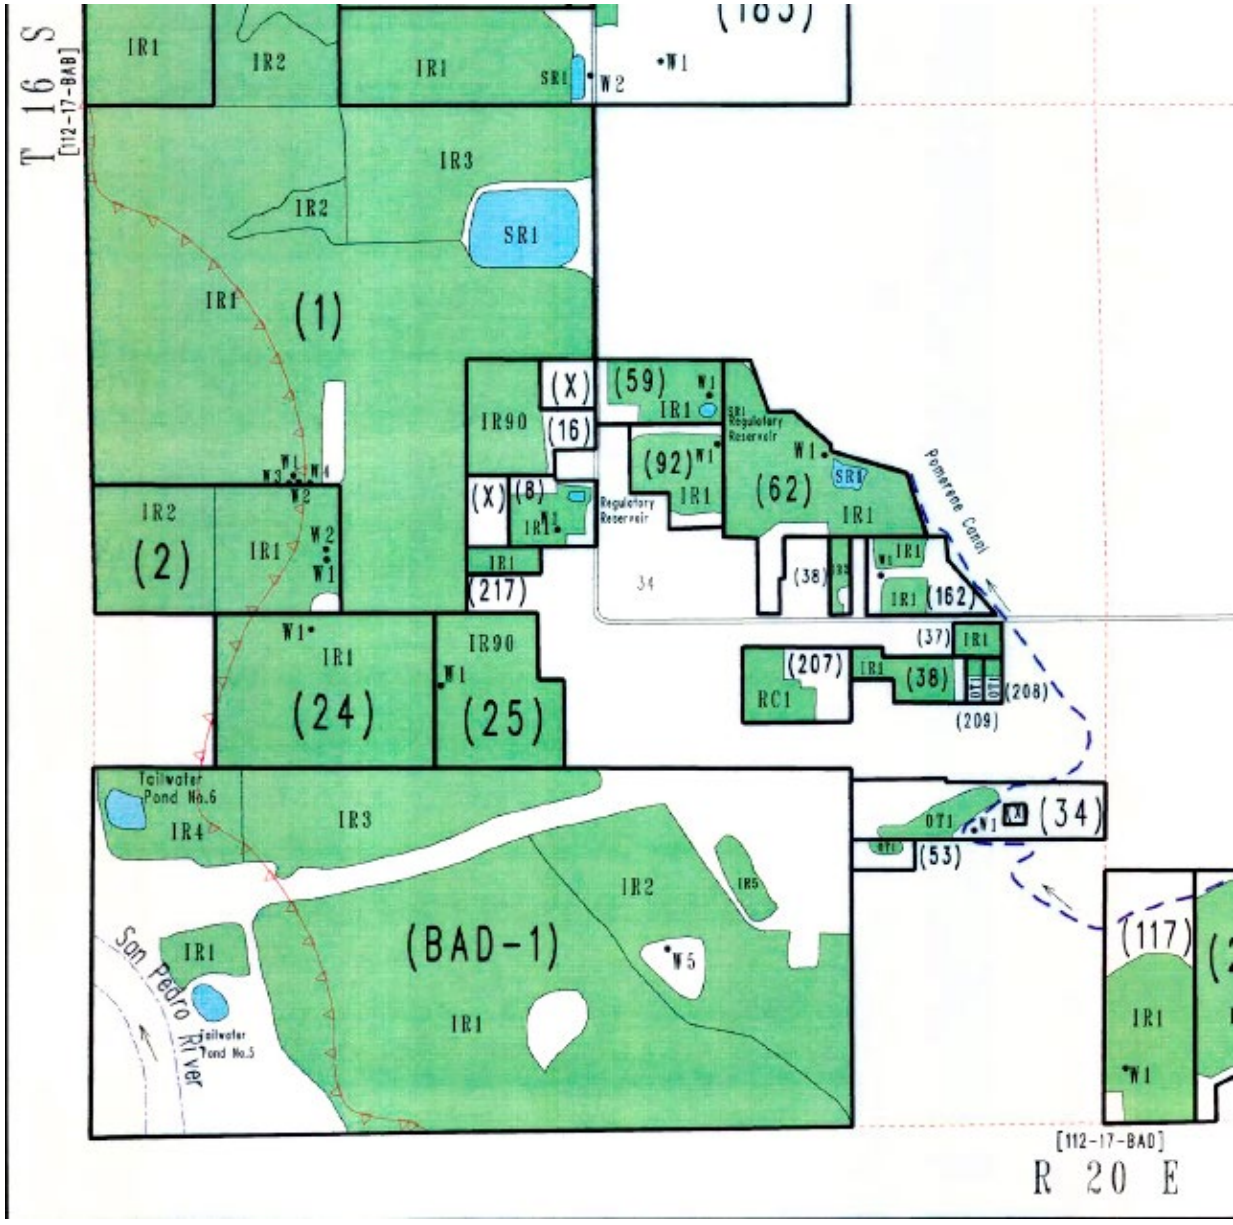 T 16 S
[112-17-BAB]
IR1
IR2
IR1
SR1
W2
W1
(183)
IR3
IR2
SR1
IR1
(1)
IR90
(X)
(16)
(59)
W1
IR1
SR1
Regulatory
Reservoir
(92)
W1
IR1
W1
SR1
(62)
IR1
Pomerene Canal
W1
W3
W4
W2
IR2
(2)
IR1
W2
W1
(X)
(8)
IR1
W1
Regulatory
Reservoir
IR1
(217)
34
(38)
IR1
W1
IR1
(162)
(37)
IR1
W1
IR1
(24)
IR90
W1
(25)
(207)
RC1
IR1
(38)
OT1
OT1
(208)
(209)
Tailwater
Pond No.6
IR4
IR3
OT1
W1
(X)
(34)
OT1
(53)
IR2
IR5
(BAD-1)
W5
IR1
San Pedro River
IR1
Tailwater
Pond No.5
(117)
IR1
W1
(2
[112-17-BAD]
R 20 E